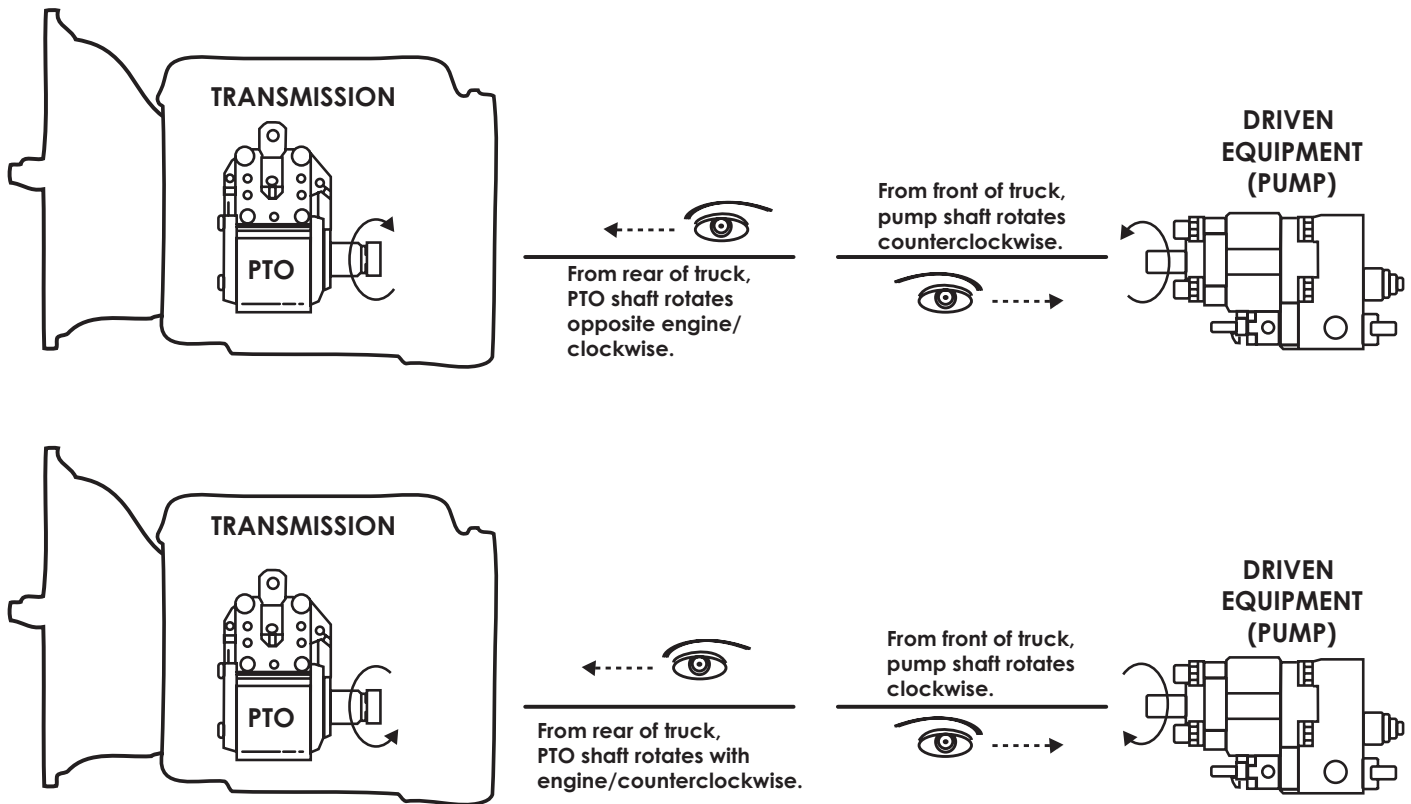 TRANSMISSION
PTO
From rear of truck,
PTO shaft rotates
opposite engine/
clockwise.
From front of truck,
pump shaft rotates
counterclockwise.
DRIVEN
EQUIPMENT
(PUMP)
TRANSMISSION
PTO
From rear of truck,
PTO shaft rotates with
engine/counterclockwise.
From front of truck,
pump shaft rotates
clockwise.
DRIVEN
EQUIPMENT
(PUMP)